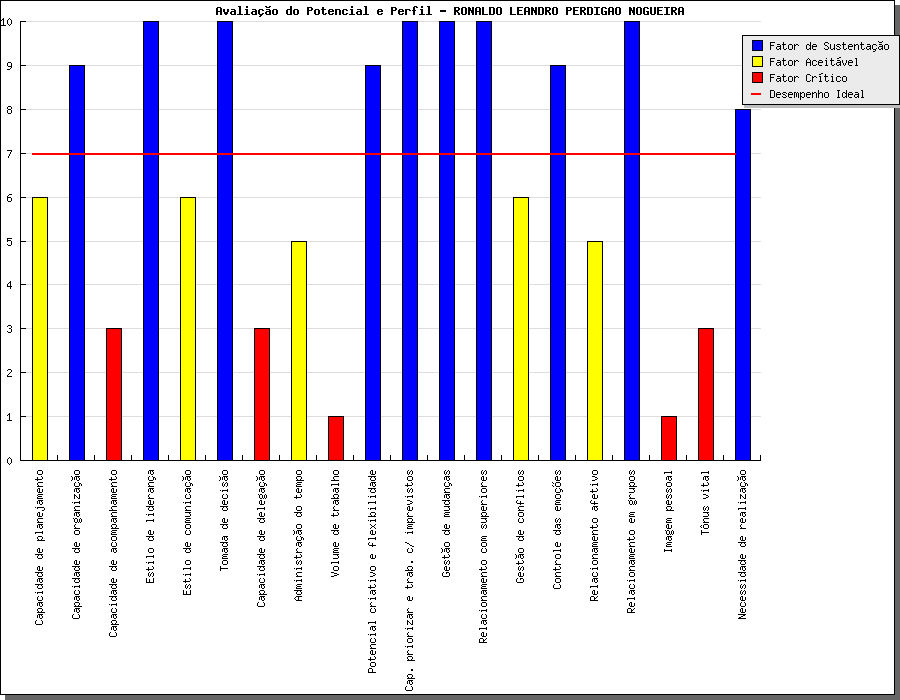 Avaliação do Potencial e Perfil - RONALDO LEANDRO PERDIGAO NOGUEIRA
10
9
8
7
6
5
4
3
2
1
0
Fator de Sustentação
Fator Aceitável
Fator Crítico
Desempenho Ideal
Capacidade de planejamento
Capacidade de organização
Capacidade de acompanhamento
Estilo de liderança
Estilo de comunicação
Tomada de decisão
Capacidade de delegação
Administração do tempo
Volume de trabalho
Potencial criativo e flexibilidade
Cap. priorizar e trab. c/ imprevistos
Gestão de mudanças
Relacionamento com superiores
Gestão de conflitos
Controle das emoções
Relacionamento afetivo
Relacionamento em grupos
Imagem pessoal
Tônus vital
Necessidade de realização